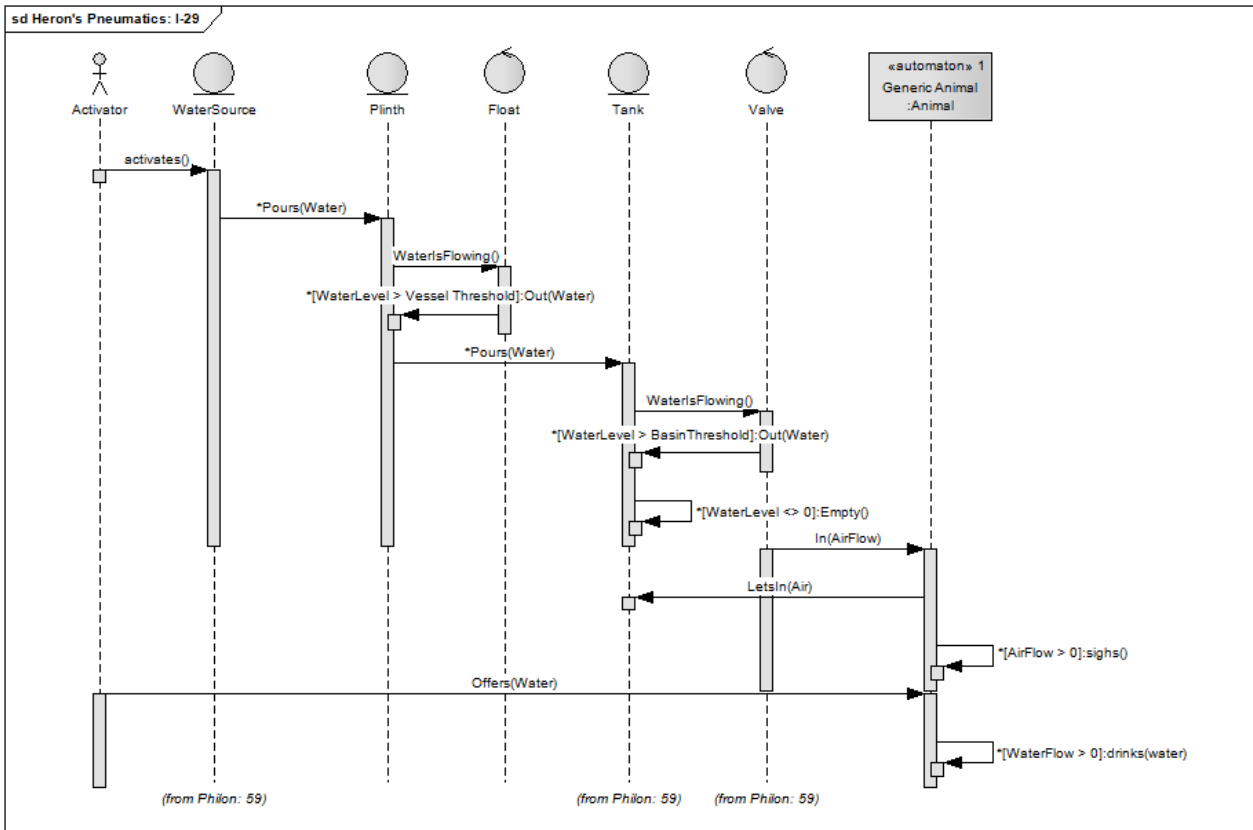 sd Heron's Pneumatics: I-29
«automaton» 1
Generic Animal
:Animal
Activator
WaterSource
Plinth
Float
Tank
Valve
activates()
*Pours(Water)
WaterIsFlowing()
*[WaterLevel > Vessel Threshold]:Out(Water)
*Pours(Water)
WaterIsFlowing()
*[WaterLevel > BasinThreshold]:Out(Water)
*[WaterLevel <> 0]:Empty()
In(AirFlow)
LetsIn(Air)
*[AirFlow > 0]:sighs()
Offers(Water)
*[WaterFlow > 0]:drinks(water)
(from Philon: 59)
(from Philon: 59)
(from Philon: 59)